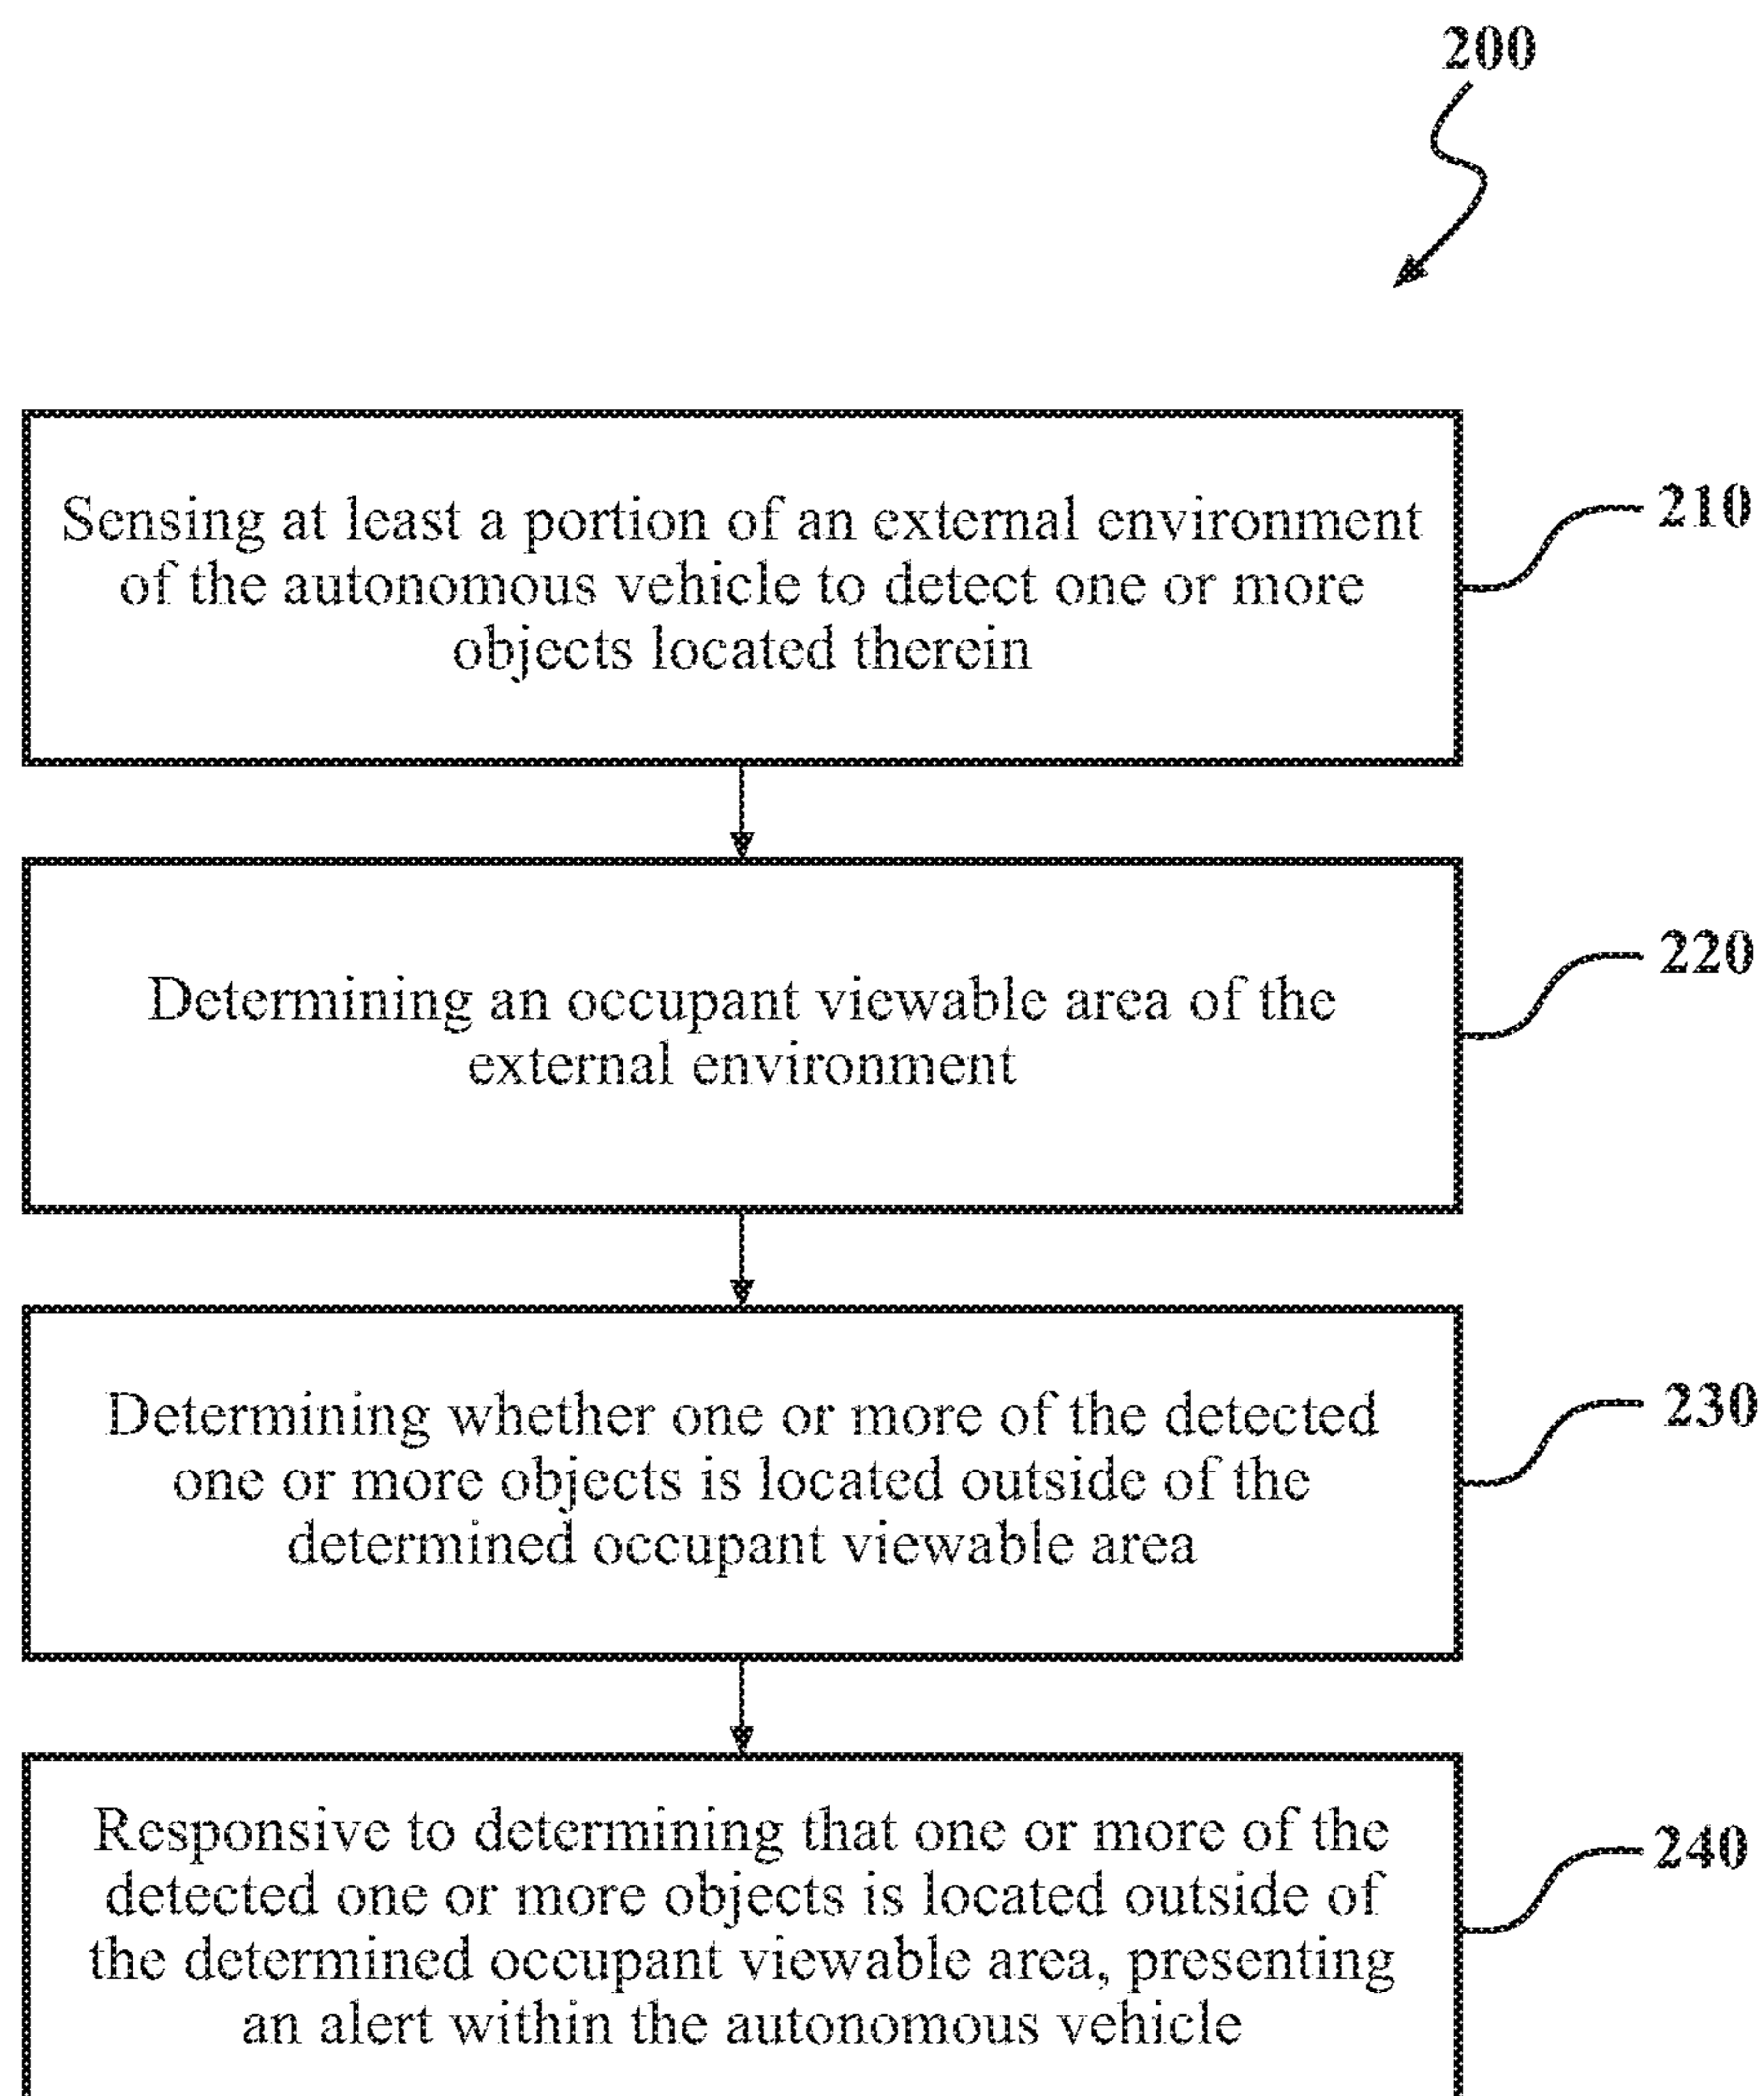 200
Sensing at least a portion of an external environment
of the autonomous vehicle to detect one or more
objects located therein
210
Determining an occupant viewable area of the
external environment
220
Determining whether one or more of the detected
one or more objects is located outside of the
determined occupant viewable area
230
Responsive to determining that one or more of the
detected one or more objects is located outside of
the determined occupant viewable area, presenting
an alert within the autonomous vehicle
240